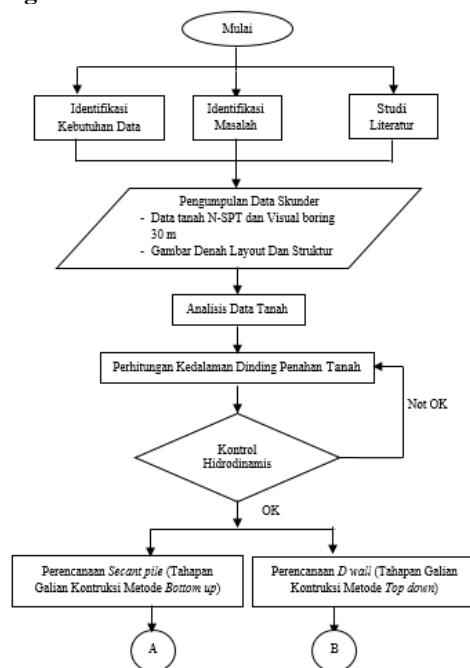 Mulai
Identifikasi
Kebutuhan Data
Identifikasi
Masalah
Studi
Literatur
Pengumpulan Data Skunder
- Data tanah N-SPT dan Visual boring
30 m
- Gambar Denah Layout Dan Struktur
Analisis Data Tanah
Perhitungan Kedalaman Dinding Penahan Tanah
Not OK
Kontrol
Hidrodinamis
OK
Perencanaan Secant pile (Tahapan
Galian Kontruksi Metode Bottom up)
Perencanaan D wall (Tahapan Galian
Kontruksi Metode Top down)
A
B